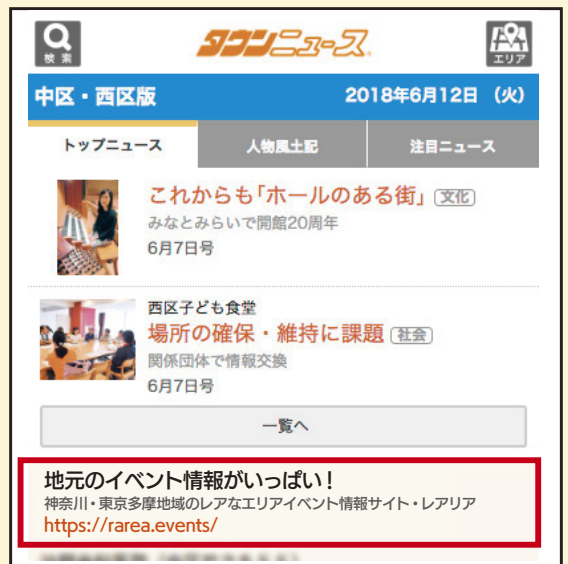 検索
タウンニュース
エリア
中区・西区版
2018年6月12日（火）
トップニュース
人物風土記
注目ニュース
これからも「ホールのある街」 文化
みなとみらいで開館20周年
6月7日号
西区子ども食堂
場所の確保・維持に課題 社会
関係団体で情報交換
6月7日号
一覧へ
地元のイベント情報がいっぱい！
神奈川・東京多摩地域のレアなエリアイベント情報サイト・レアリア
https://rarea.events/